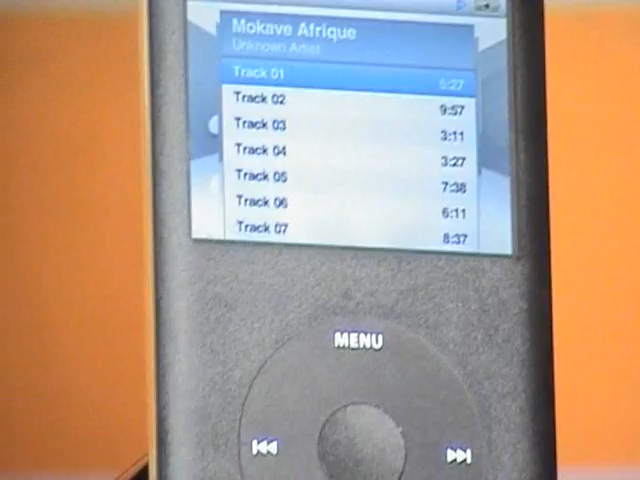 Mokave Afrique
Unknown Artist
Track 01 5:27
Track 02 9:57
Track 03 3:11
Track 04 3:27
Track 05 7:38
Track 06 6:11
Track 07 8:37
MENU